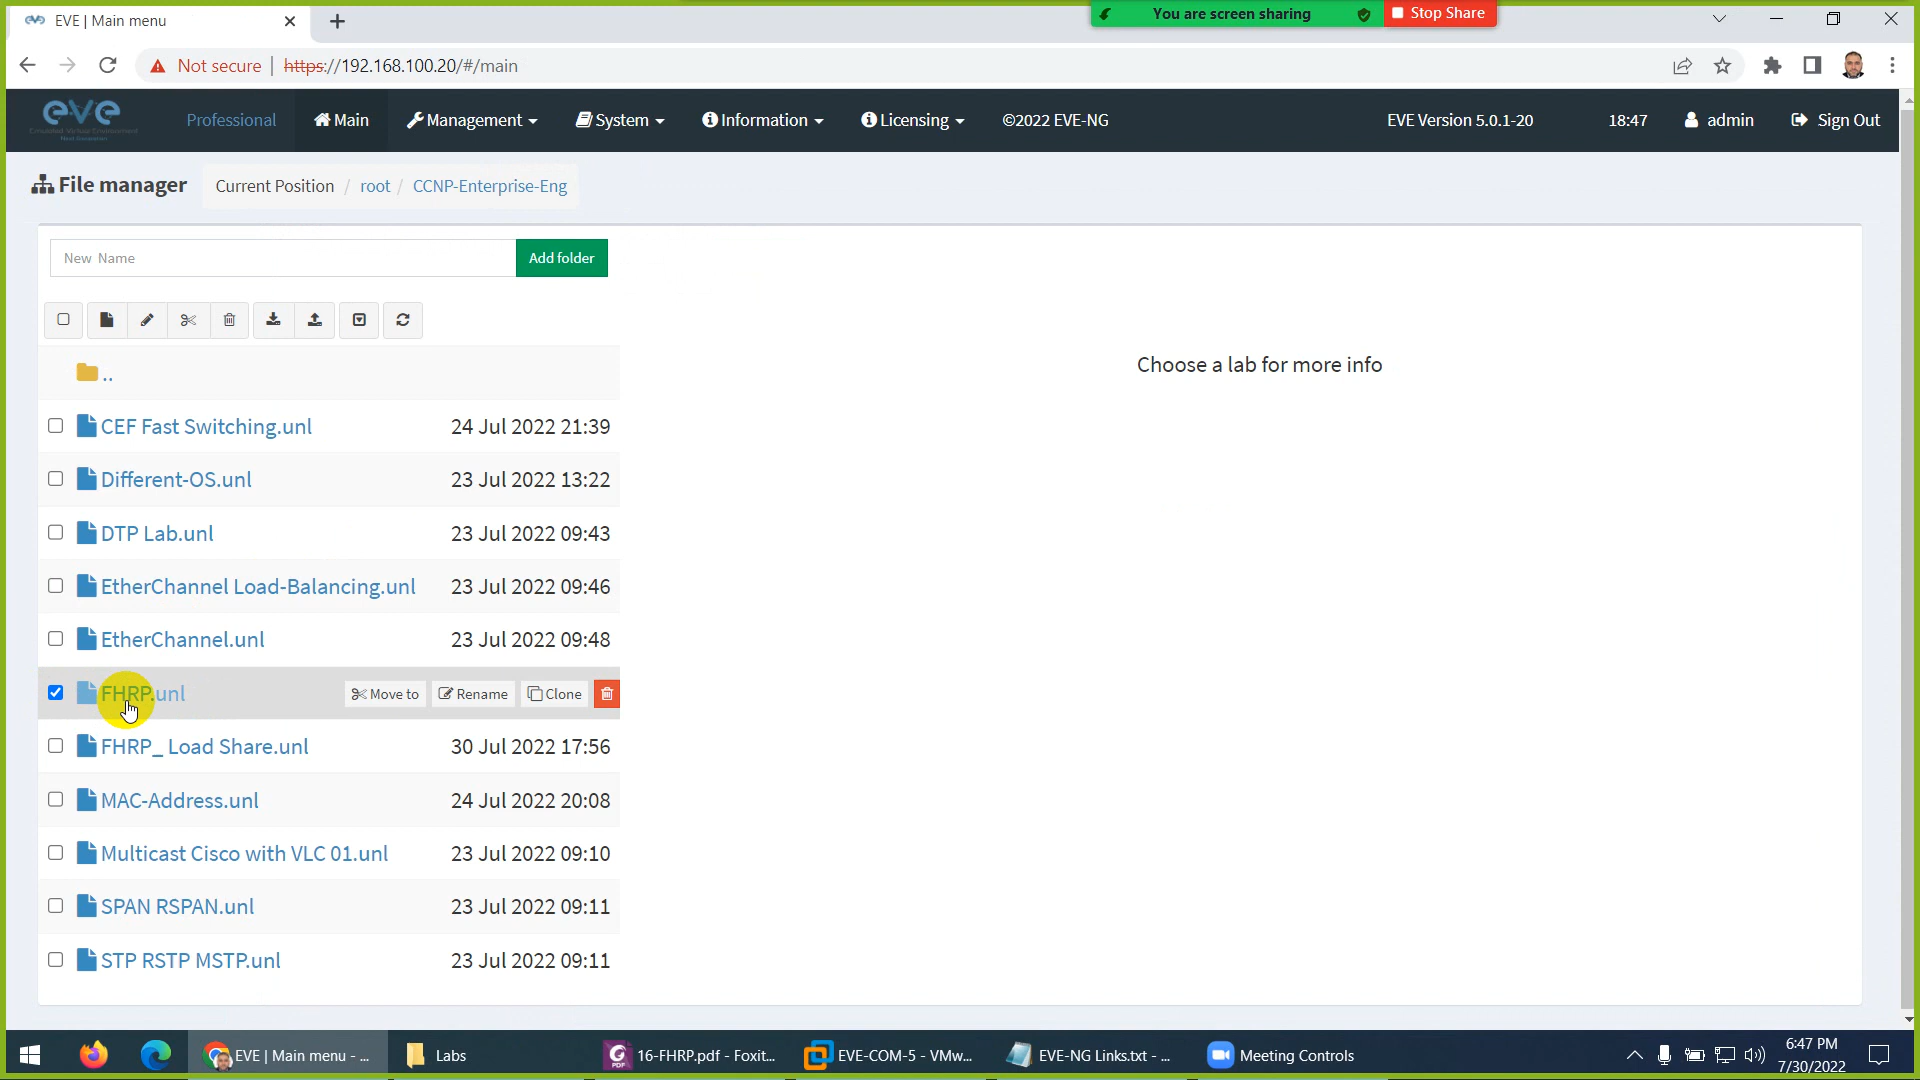 EVE | Main menu
You are screen sharing
Stop Share
Not secure
https://192.168.100.20/#/main
eve
Professional
Main
Management
System
Information
Licensing
©2022 EVE-NG
EVE Version 5.0.1-20
18:47
admin
Sign Out
File manager
Current Position / root / CCNP-Enterprise-Eng
New Name
Add folder
..
CEF Fast Switching.unl 24 Jul 2022 21:39
Different-OS.unl 23 Jul 2022 13:22
DTP Lab.unl 23 Jul 2022 09:43
EtherChannel Load-Balancing.unl 23 Jul 2022 09:46
EtherChannel.unl 23 Jul 2022 09:48
FHRP.unl Move to Rename Clone
FHRP_ Load Share.unl 30 Jul 2022 17:56
MAC-Address.unl 24 Jul 2022 20:08
Multicast Cisco with VLC 01.unl 23 Jul 2022 09:10
SPAN RSPAN.unl 23 Jul 2022 09:11
STP RSTP MSTP.unl 23 Jul 2022 09:11
Choose a lab for more info
EVE | Main menu - ...
Labs
16-FHRP.pdf - Foxit...
EVE-COM-5 - VMw...
EVE-NG Links.txt - ...
Meeting Controls
6:47 PM
7/30/2022